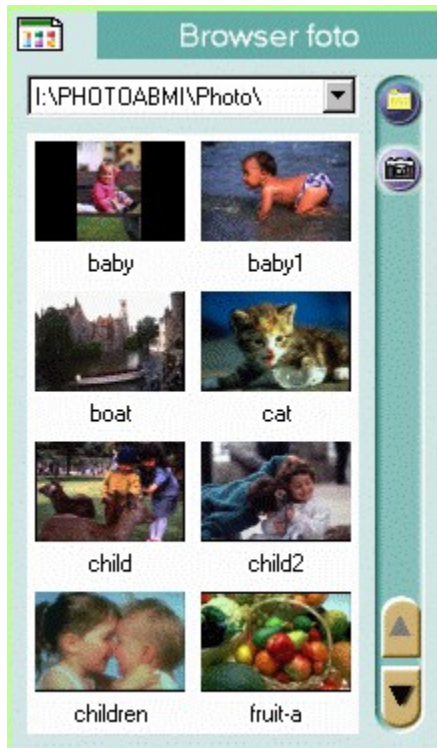 Browser foto
I:\PHOTOABMI\Photo\
baby baby1
boat cat
child child2
children fruit-a